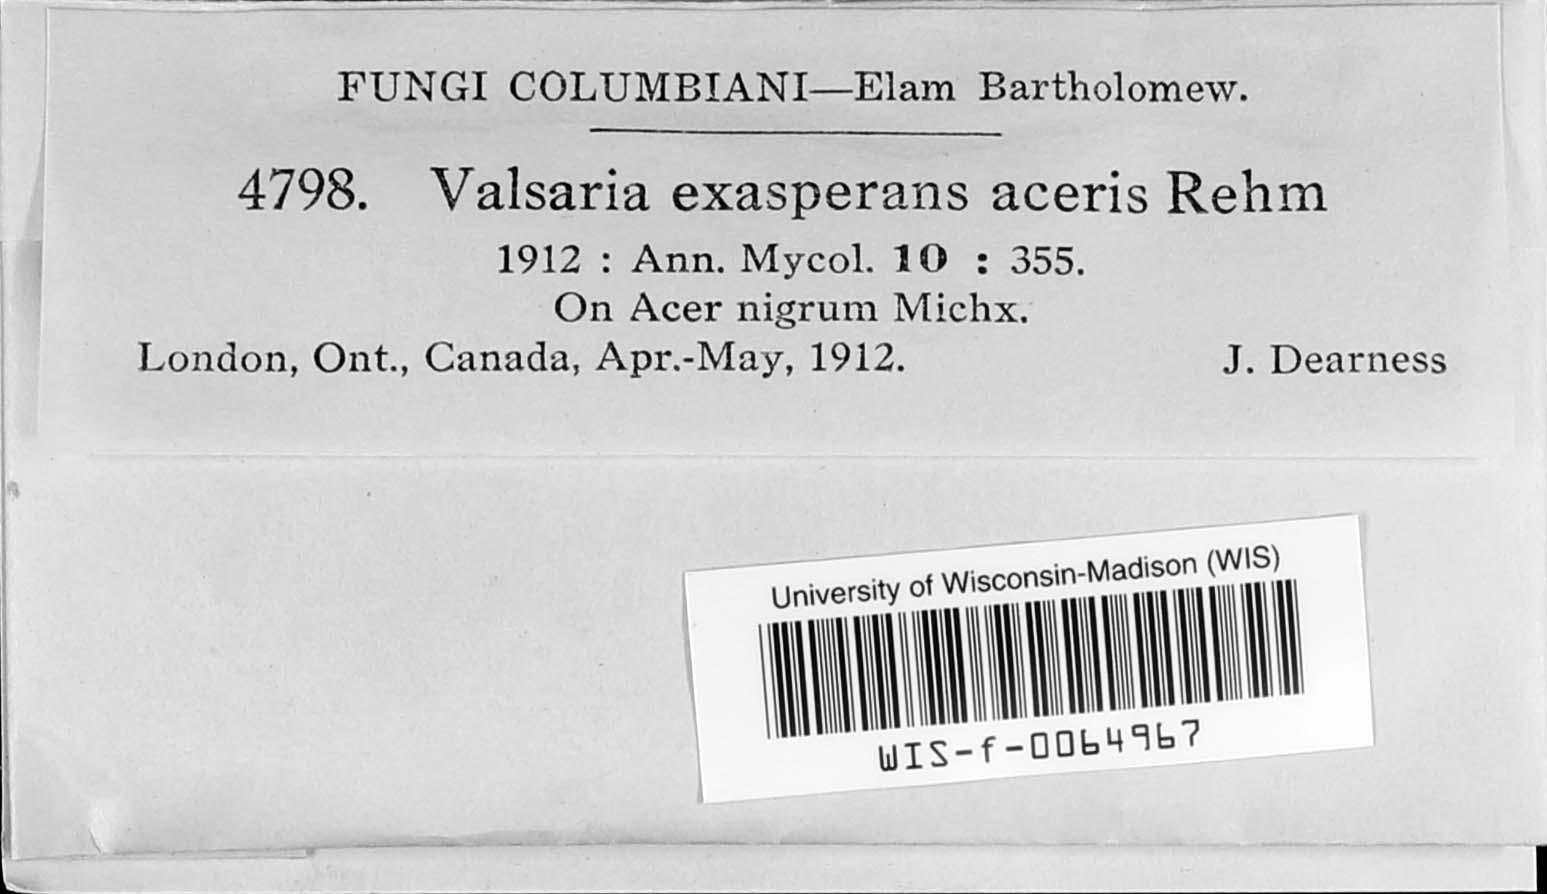 FUNGI COLUMBIANI—Elam Bartholomew.
4798. Valsaria exasperans aceris Rehm
1912 : Ann. Mycol. 10 : 355.
On Acer nigrum Michx.
London, Ont., Canada, Apr.-May, 1912. J. Dearness
University of Wisconsin-Madison (WIS)
WIS-f-0064967